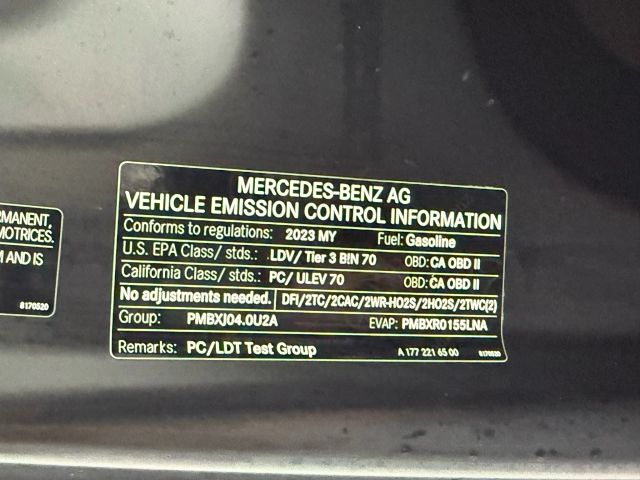 MERCEDES-BENZ AG
VEHICLE EMISSION CONTROL INFORMATION
Conforms to regulations: 2023 MY Fuel: Gasoline
U.S. EPA Class/ stds.: LDV/ Tier 3 BIN 70 OBD: CA OBD II
California Class/ stds.: PC/ ULEV 70 OBD: CA OBD II
No adjustments needed. DFI/2TC/2CAC/2WR-HO2S/2HO2S/2TWC(2)
Group: PMBXJ04.0U2A EVAP: PMBXR0155LNA
Remarks: PC/LDT Test Group A 177 221 65 00 8170520
RMANENT,
MOTRICES.
M AND IS
8170520